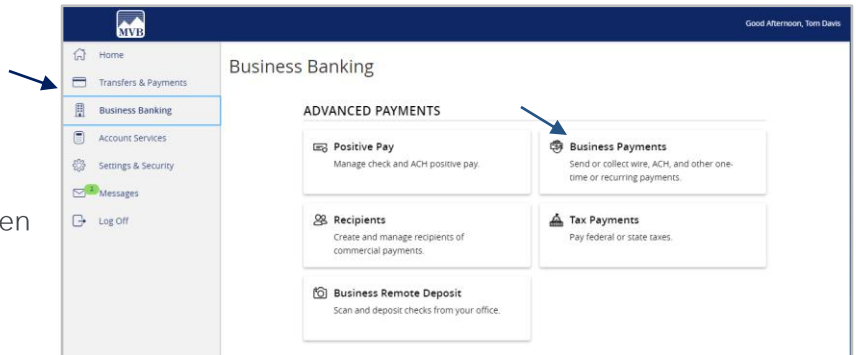 MVB
Good Afternoon, Tom Davis
Home
Transfers & Payments
Business Banking
Account Services
Settings & Security
2
Messages
Log Off
en
Business Banking
ADVANCED PAYMENTS
Positive Pay
Manage check and ACH positive pay.
Business Payments
Send or collect wire, ACH, and other one-
time or recurring payments.
Recipients
Create and manage recipients of
commercial payments.
Tax Payments
Pay federal or state taxes.
Business Remote Deposit
Scan and deposit checks from your office.